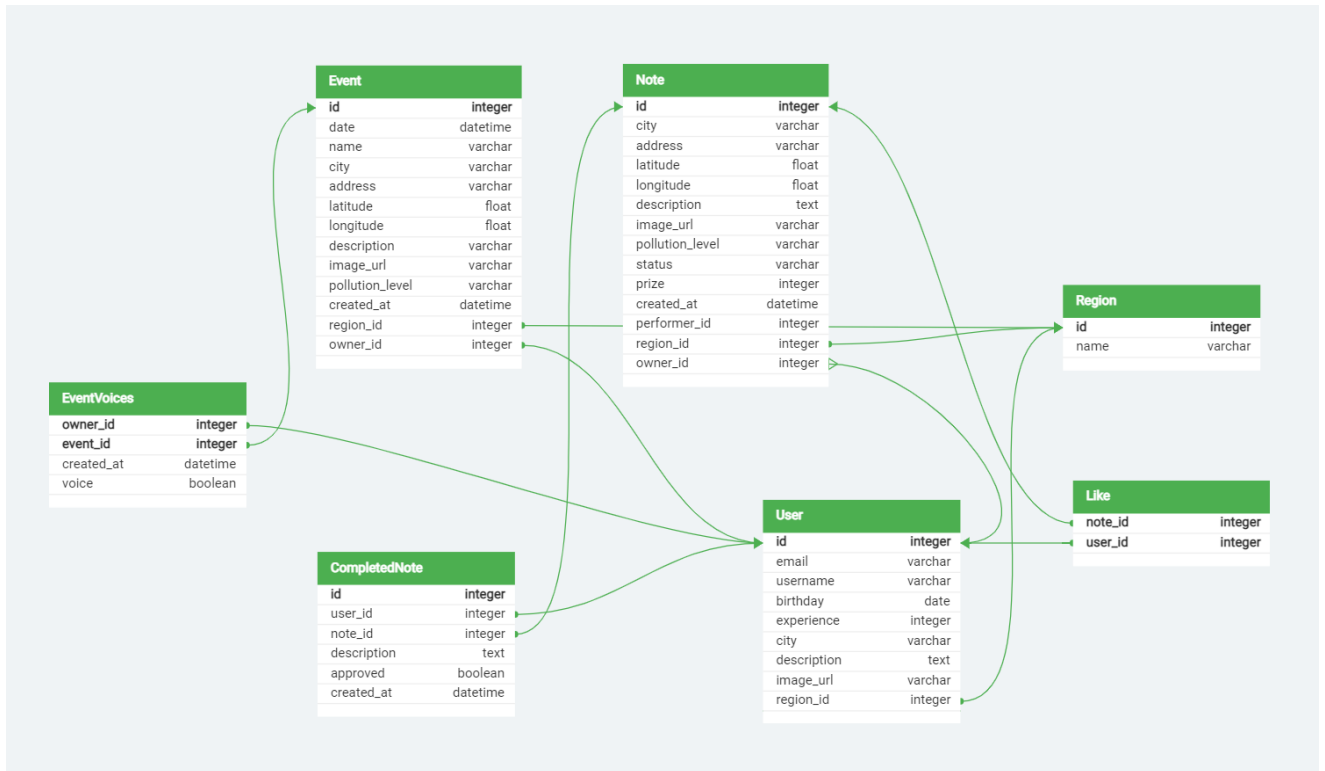 Event
id integer
date datetime
name varchar
city varchar
address varchar
latitude float
longitude float
description varchar
image_url varchar
pollution_level varchar
created_at datetime
region_id integer
owner_id integer
Note
id integer
city varchar
address varchar
latitude float
longitude float
description text
image_url varchar
pollution_level varchar
status varchar
prize integer
created_at datetime
performer_id integer
region_id integer
owner_id integer
Region
id integer
name varchar
EventVoices
owner_id integer
event_id integer
created_at datetime
voice boolean
CompletedNote
id integer
user_id integer
note_id integer
description text
approved boolean
created_at datetime
User
id integer
email varchar
username varchar
birthday date
experience integer
city varchar
description text
image_url varchar
region_id integer
Like
note_id integer
user_id integer